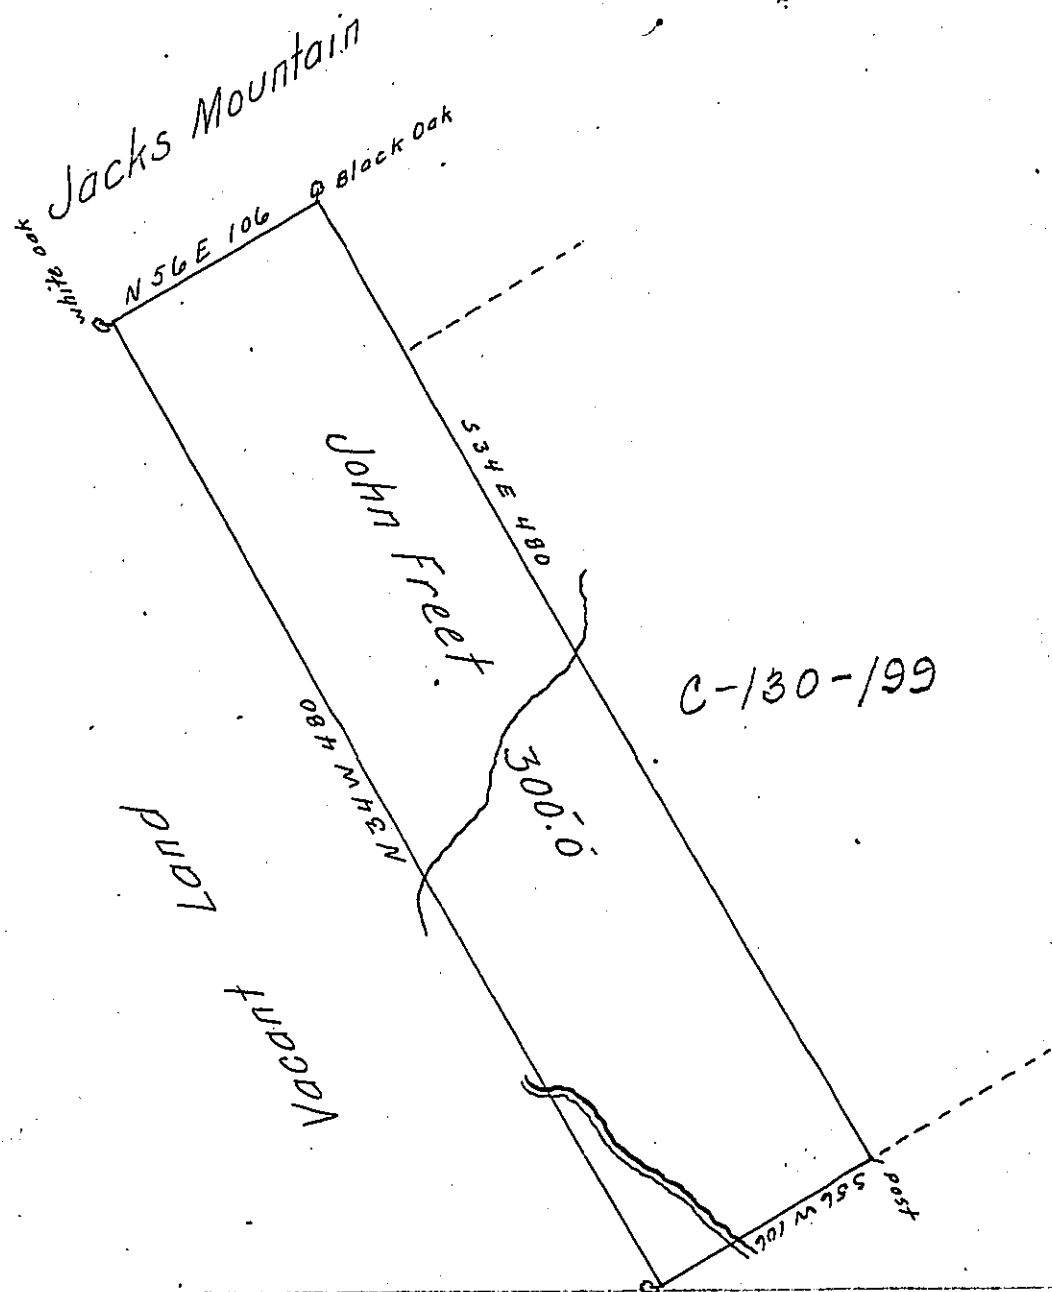 Jacks Mountain
Black Oak
White oak
N 56 E 106
S 34 E 480
John Freet
C-130-199
300.0
N 34 W 480
Vacant Land
S 56 W 106
post